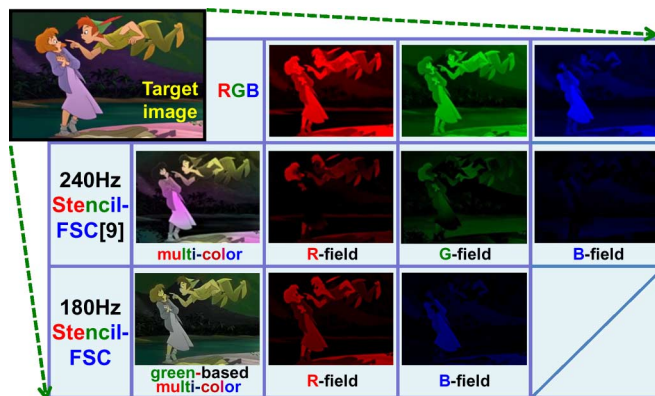 Target
image
RGB
240Hz
Stencil-
FSC[9]
multi-color
R-field
G-field
B-field
180Hz
Stencil-
FSC
green-based
multi-color
R-field
B-field